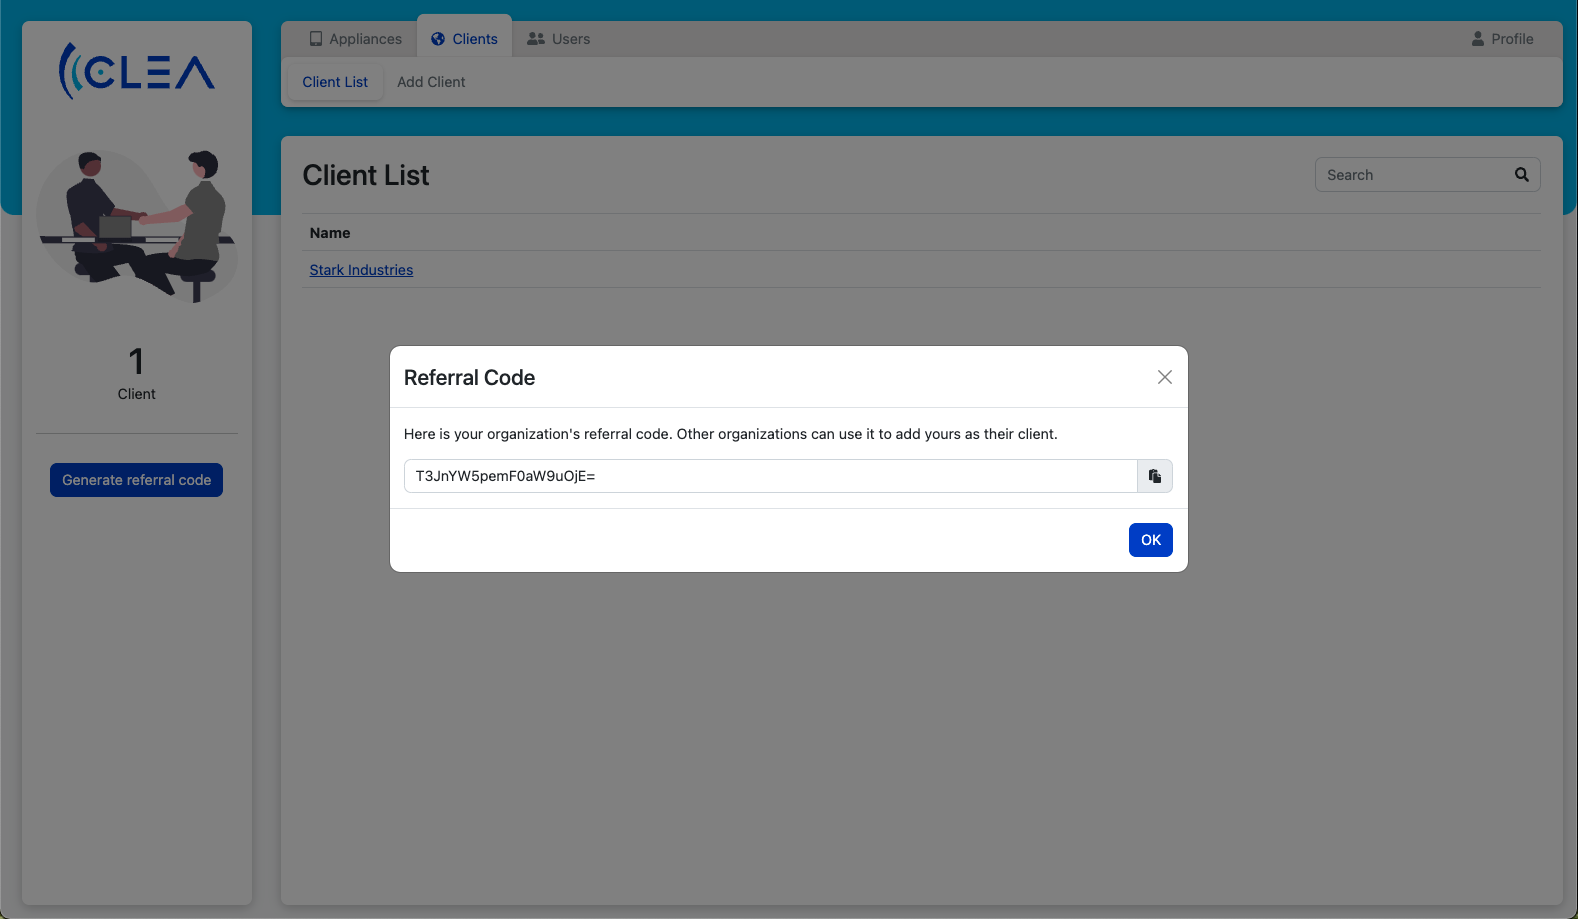 CLEA
Appliances
Clients
Users
Profile
Client List
Add Client
Client List
Search
Name
Stark Industries
1
Client
Generate referral code
Referral Code
Here is your organization's referral code. Other organizations can use it to add yours as their client.
T3JnYW5pemF0aW9uOjE=
OK